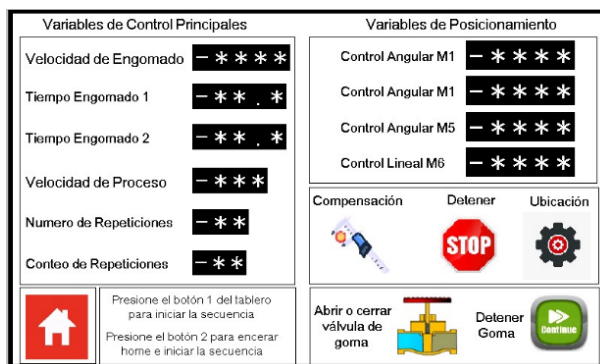 Variables de Control Principales
Velocidad de Engomado -****
Tiempo Engomado 1 -**.*
Tiempo Engomado 2 -**.*
Velocidad de Proceso -***
Numero de Repeticiones -**
Conteo de Repeticiones -**
Variables de Posicionamiento
Control Angular M1 -****
Control Angular M1 -****
Control Angular M5 -****
Control Lineal M6 -****
Compensación
Detener
Ubicación
STOP
Presione el botón 1 del tablero
para iniciar la secuencia
Presione el botón 2 para encerar
home e iniciar la secuencia
Abrir o cerrar
válvula de
goma
Detener
Goma
Continue